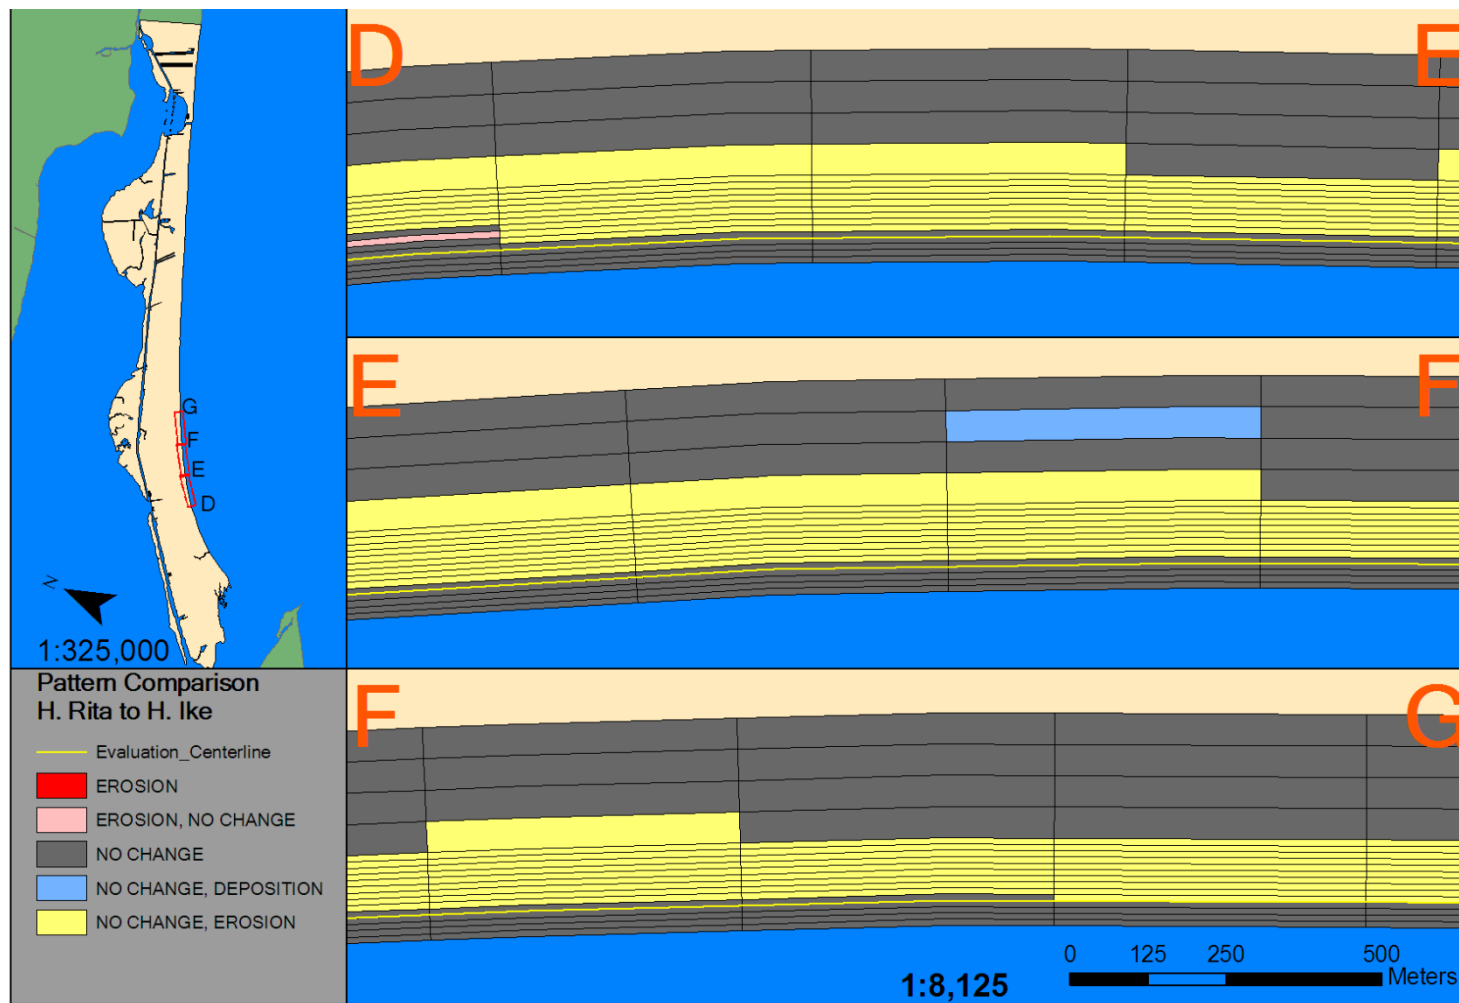 D
E
E
F
F
G
G
F
E
D
N
1:325,000
Pattern Comparison
H. Rita to H. Ike
Evaluation_Centerline
EROSION
EROSION, NO CHANGE
NO CHANGE
NO CHANGE, DEPOSITION
NO CHANGE, EROSION
0 125 250 500
Meters
1:8,125